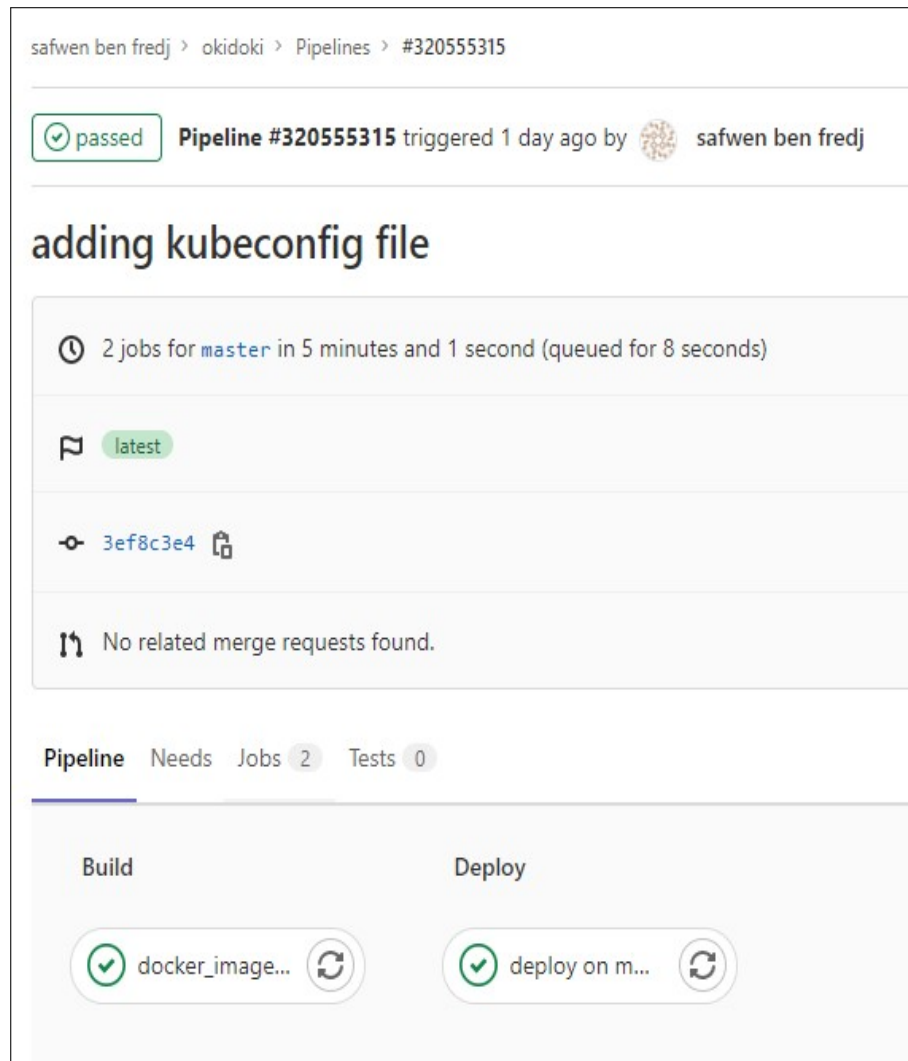 safwen ben fredj > okidoki > Pipelines > #320555315
passed Pipeline #320555315 triggered 1 day ago by safwen ben fredj
adding kubeconfig file
2 jobs for master in 5 minutes and 1 second (queued for 8 seconds)
latest
3ef8c3e4
No related merge requests found.
Pipeline Needs Jobs 2 Tests 0
Build Deploy
docker_image... deploy on m...